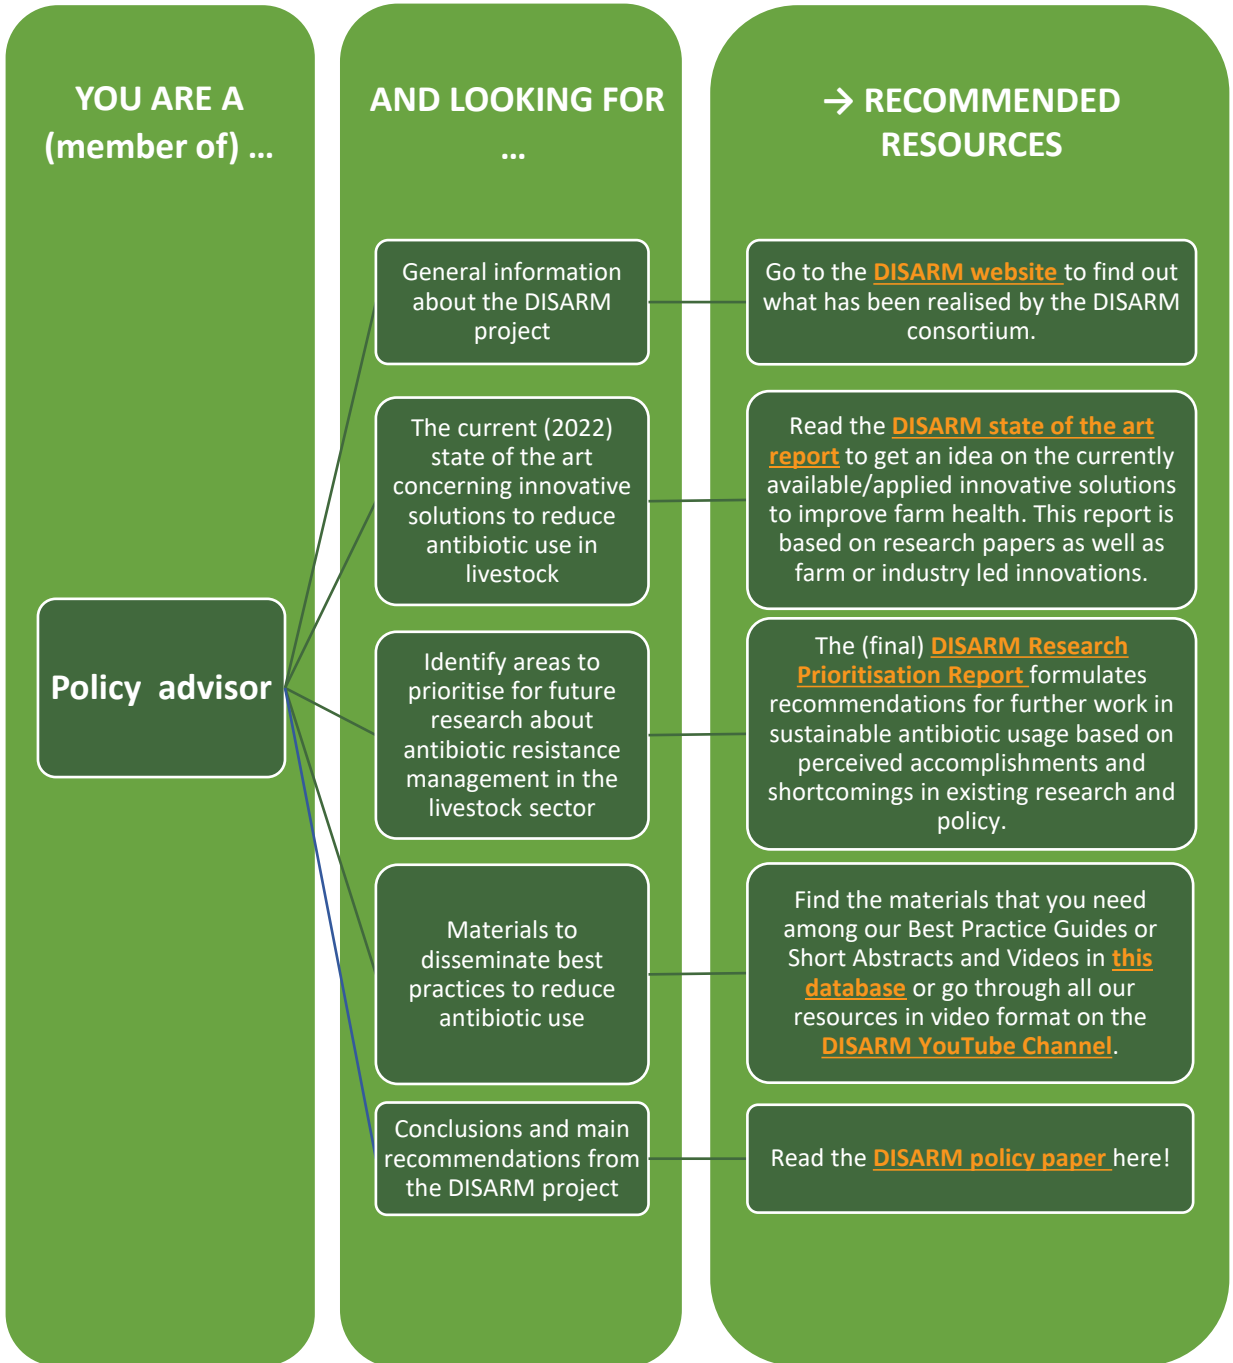 YOU ARE A
(member of) ...
AND LOOKING FOR
...
→ RECOMMENDED
RESOURCES
Policy advisor
General information
about the DISARM
project
Go to the DISARM website to find out
what has been realised by the DISARM
consortium.
The current (2022)
state of the art
concerning innovative
solutions to reduce
antibiotic use in
livestock
Read the DISARM state of the art
report to get an idea on the currently
available/applied innovative solutions
to improve farm health. This report is
based on research papers as well as
farm or industry led innovations.
Identify areas to
prioritise for future
research about
antibiotic resistance
management in the
livestock sector
The (final) DISARM Research
Prioritisation Report formulates
recommendations for further work in
sustainable antibiotic usage based on
perceived accomplishments and
shortcomings in existing research and
policy.
Materials to
disseminate best
practices to reduce
antibiotic use
Find the materials that you need
among our Best Practice Guides or
Short Abstracts and Videos in this
database or go through all our
resources in video format on the
DISARM YouTube Channel.
Conclusions and main
recommendations from
the DISARM project
Read the DISARM policy paper here!